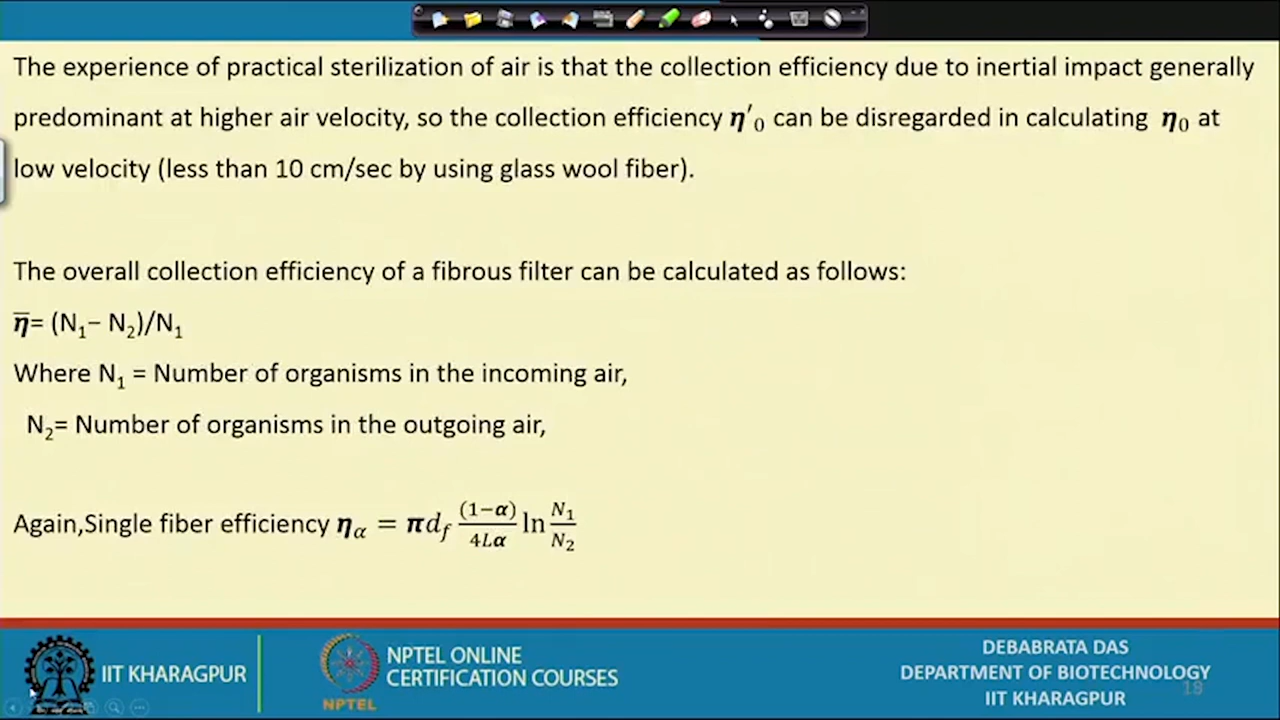 The experience of practical sterilization of air is that the collection efficiency due to inertial impact generally
predominant at higher air velocity, so the collection efficiency η′₀ can be disregarded in calculating η₀ at
low velocity (less than 10 cm/sec by using glass wool fiber).
The overall collection efficiency of a fibrous filter can be calculated as follows:
η̅= (N₁− N₂)/N₁
Where N₁ = Number of organisms in the incoming air,
N₂= Number of organisms in the outgoing air,
Again,Single fiber efficiency η_α = πd_f (1−α)/4Lα ln N₁/N₂
IIT KHARAGPUR
NPTEL
NPTEL ONLINE
CERTIFICATION COURSES
DEBABRATA DAS
DEPARTMENT OF BIOTECHNOLOGY
IIT KHARAGPUR
19